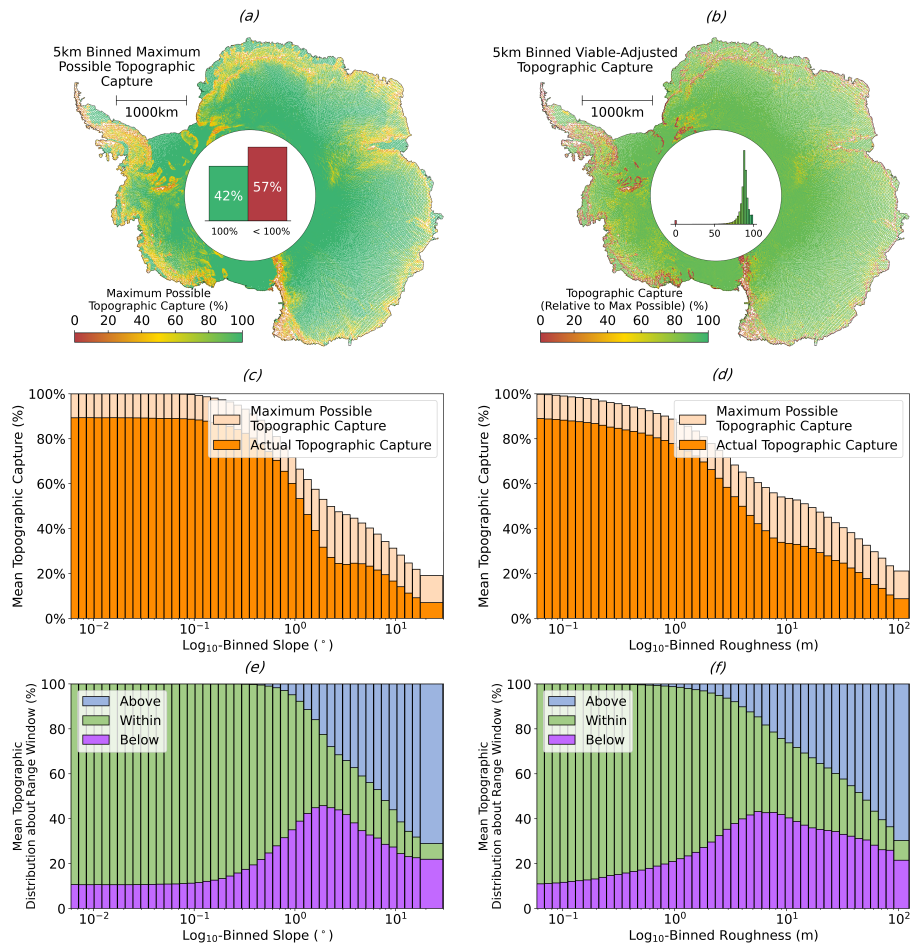 (a)
5km Binned Maximum
Possible Topographic
Capture
1000km
42%
57%
100%
< 100%
Maximum Possible
Topographic Capture (%)
0 20 40 60 80 100
(b)
5km Binned Viable-Adjusted
Topographic Capture
1000km
0 50 100
Topographic Capture
(Relative to Max Possible) (%)
0 20 40 60 80 100
(c)
Mean Topographic Capture (%)
100%
80%
60%
40%
20%
0%
Maximum Possible
Topographic Capture
Actual Topographic Capture
10⁻² 10⁻¹ 10⁰ 10¹
Log₁₀-Binned Slope (°)
(d)
Mean Topographic Capture (%)
100%
80%
60%
40%
20%
0%
Maximum Possible
Topographic Capture
Actual Topographic Capture
10⁻¹ 10⁰ 10¹ 10²
Log₁₀-Binned Roughness (m)
(e)
Mean Topographic
Distribution about Range Window (%)
100
80
60
40
20
0
Above
Within
Below
10⁻² 10⁻¹ 10⁰ 10¹
Log₁₀-Binned Slope (°)
(f)
Mean Topographic
Distribution about Range Window (%)
100
80
60
40
20
0
Above
Within
Below
10⁻¹ 10⁰ 10¹ 10²
Log₁₀-Binned Roughness (m)